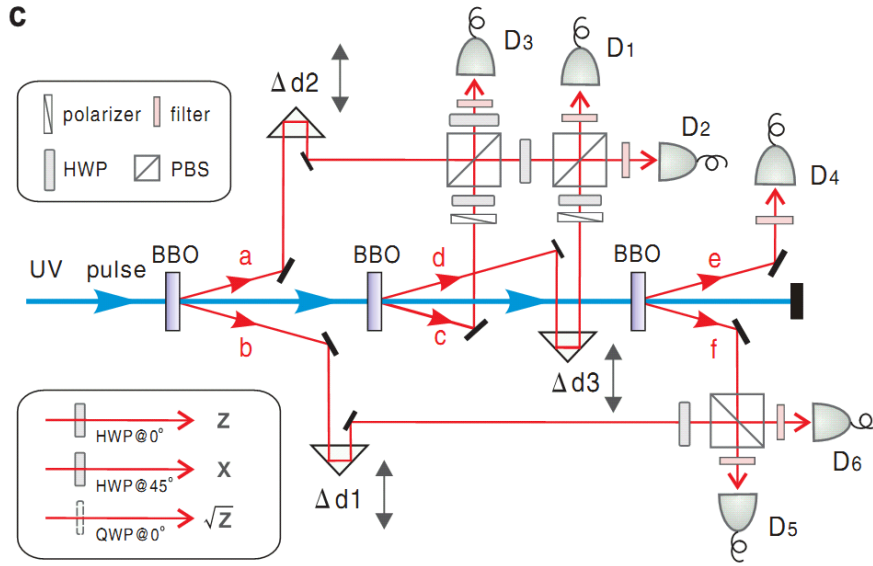 c
D3
D1
Δd2
polarizer
filter
D2
HWP
PBS
D4
BBO
BBO
BBO
UV pulse
a
d
e
b
c
f
Δd3
HWP@0° Z
HWP@45° X
QWP@0° √Z
Δd1
D6
D5